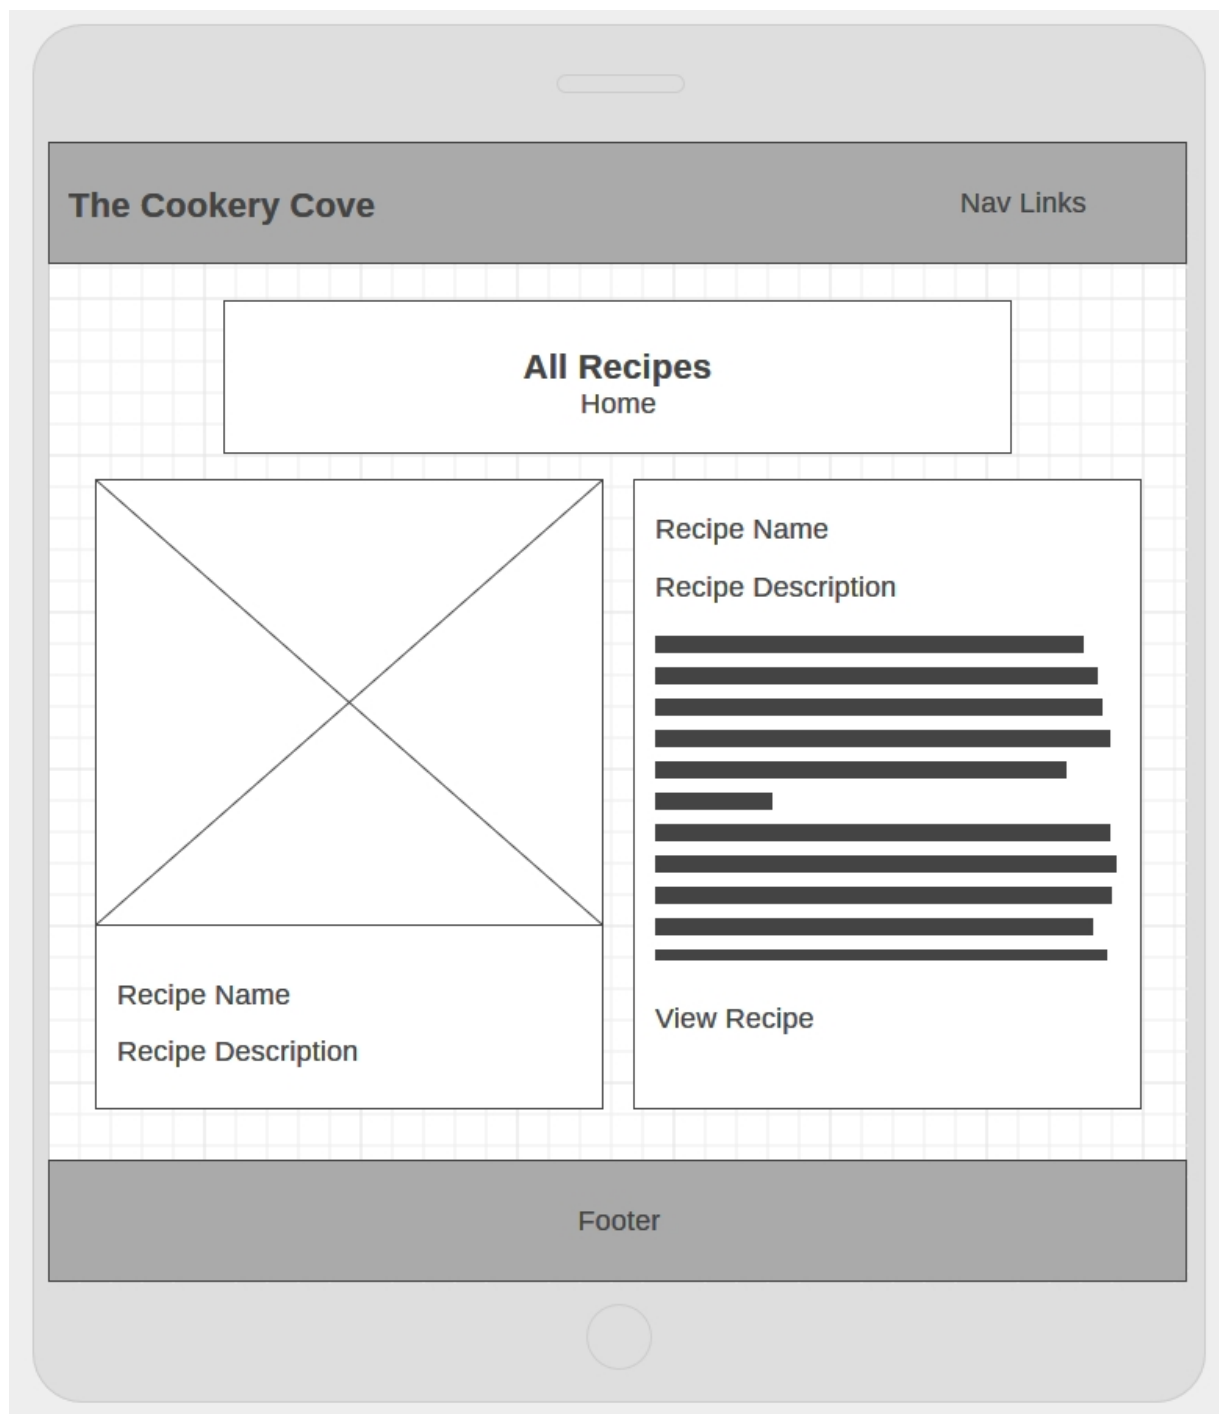 The Cookery Cove
Nav Links
All Recipes
Home
Recipe Name
Recipe Description
Recipe Name
Recipe Description
View Recipe
Footer